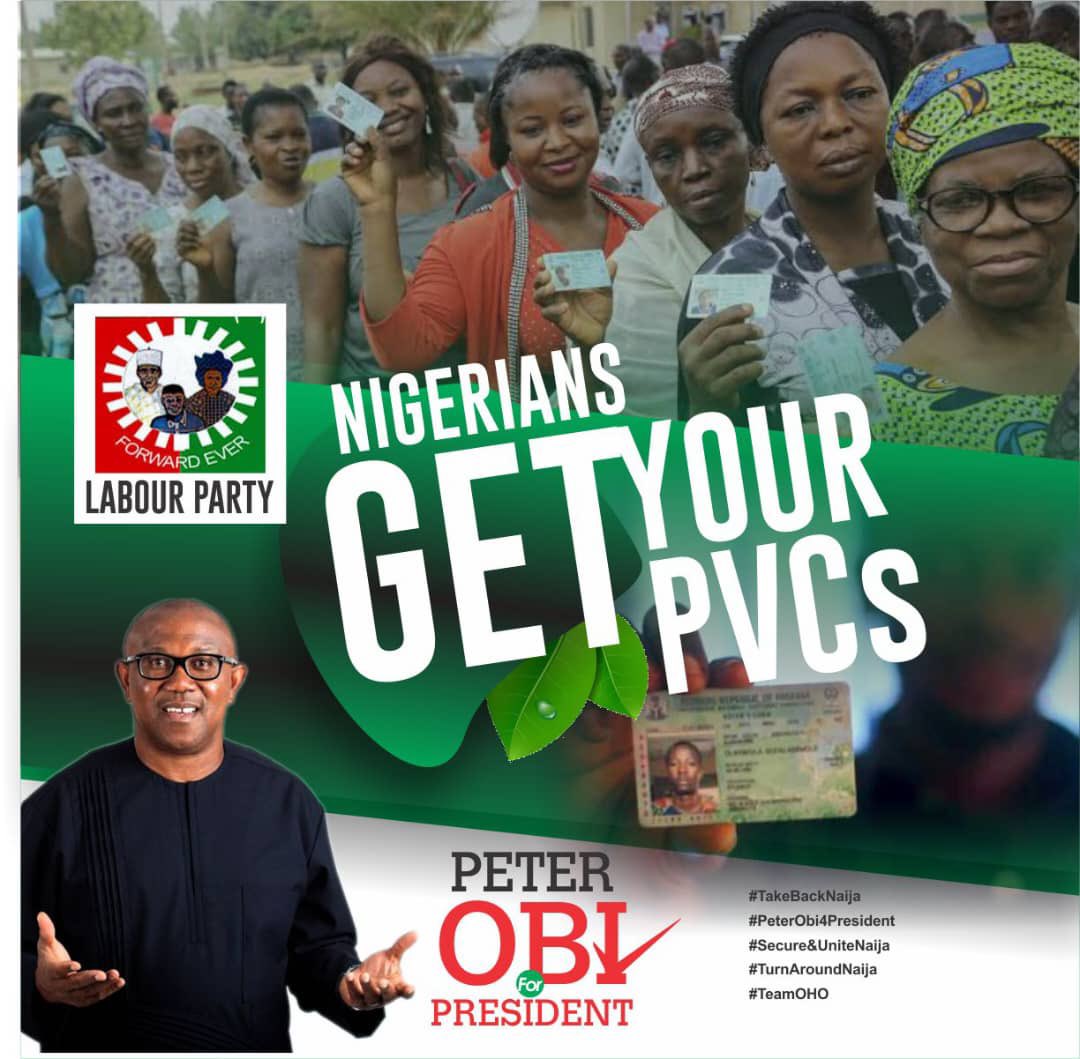 FORWARD EVER
LABOUR PARTY
NIGERIANS
GET YOUR
PVCs
PETER
OBI
For
PRESIDENT
#TakeBackNaija
#PeterObi4President
#Secure&UniteNaija
#TurnAroundNaija
#TeamOHO